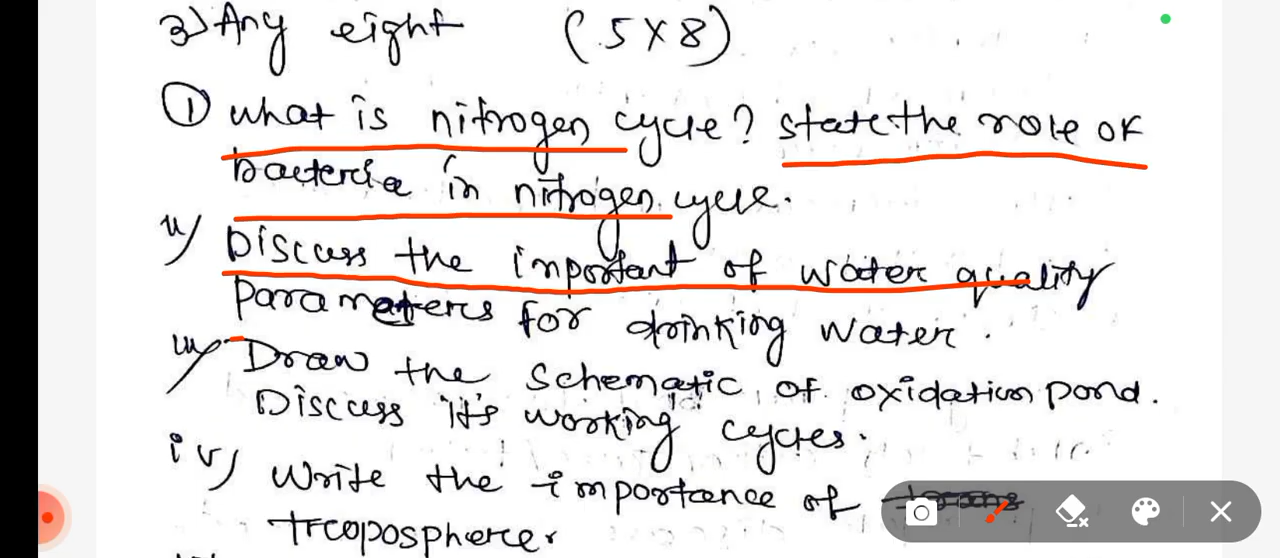 3) Any eight (5×8)
① what is nitrogen cycle? state the role of
bacteria in nitrogen cycle.
ii) Discuss the important of water quality
parameters for drinking water.
iii) Draw the schematic of oxidation pond.
Discuss it's working cycles.
iv) Write the importance of
troposphere.